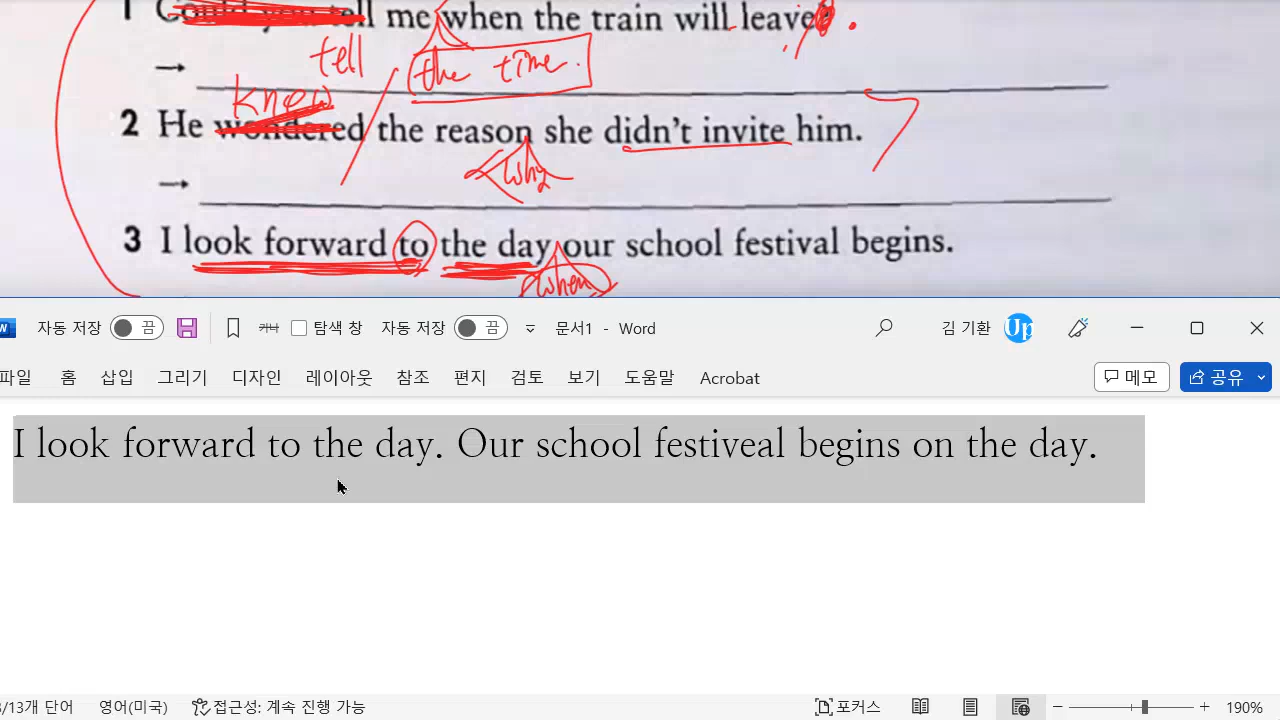 1 Could you tell me when the train will leave?.
tell
the time.
→
knew
2 He wondered the reason she didn't invite him.
why
→
3 I look forward to the day our school festival begins.
when
자동 저장 끔 탐색 창 자동 저장 끔 문서1 - Word 김 기환 Up
파일 홈 삽입 그리기 디자인 레이아웃 참조 편지 검토 보기 도움말 Acrobat 메모 공유
I look forward to the day. Our school festiveal begins on the day.
/13개 단어 영어(미국) 접근성: 계속 진행 가능 포커스 190%